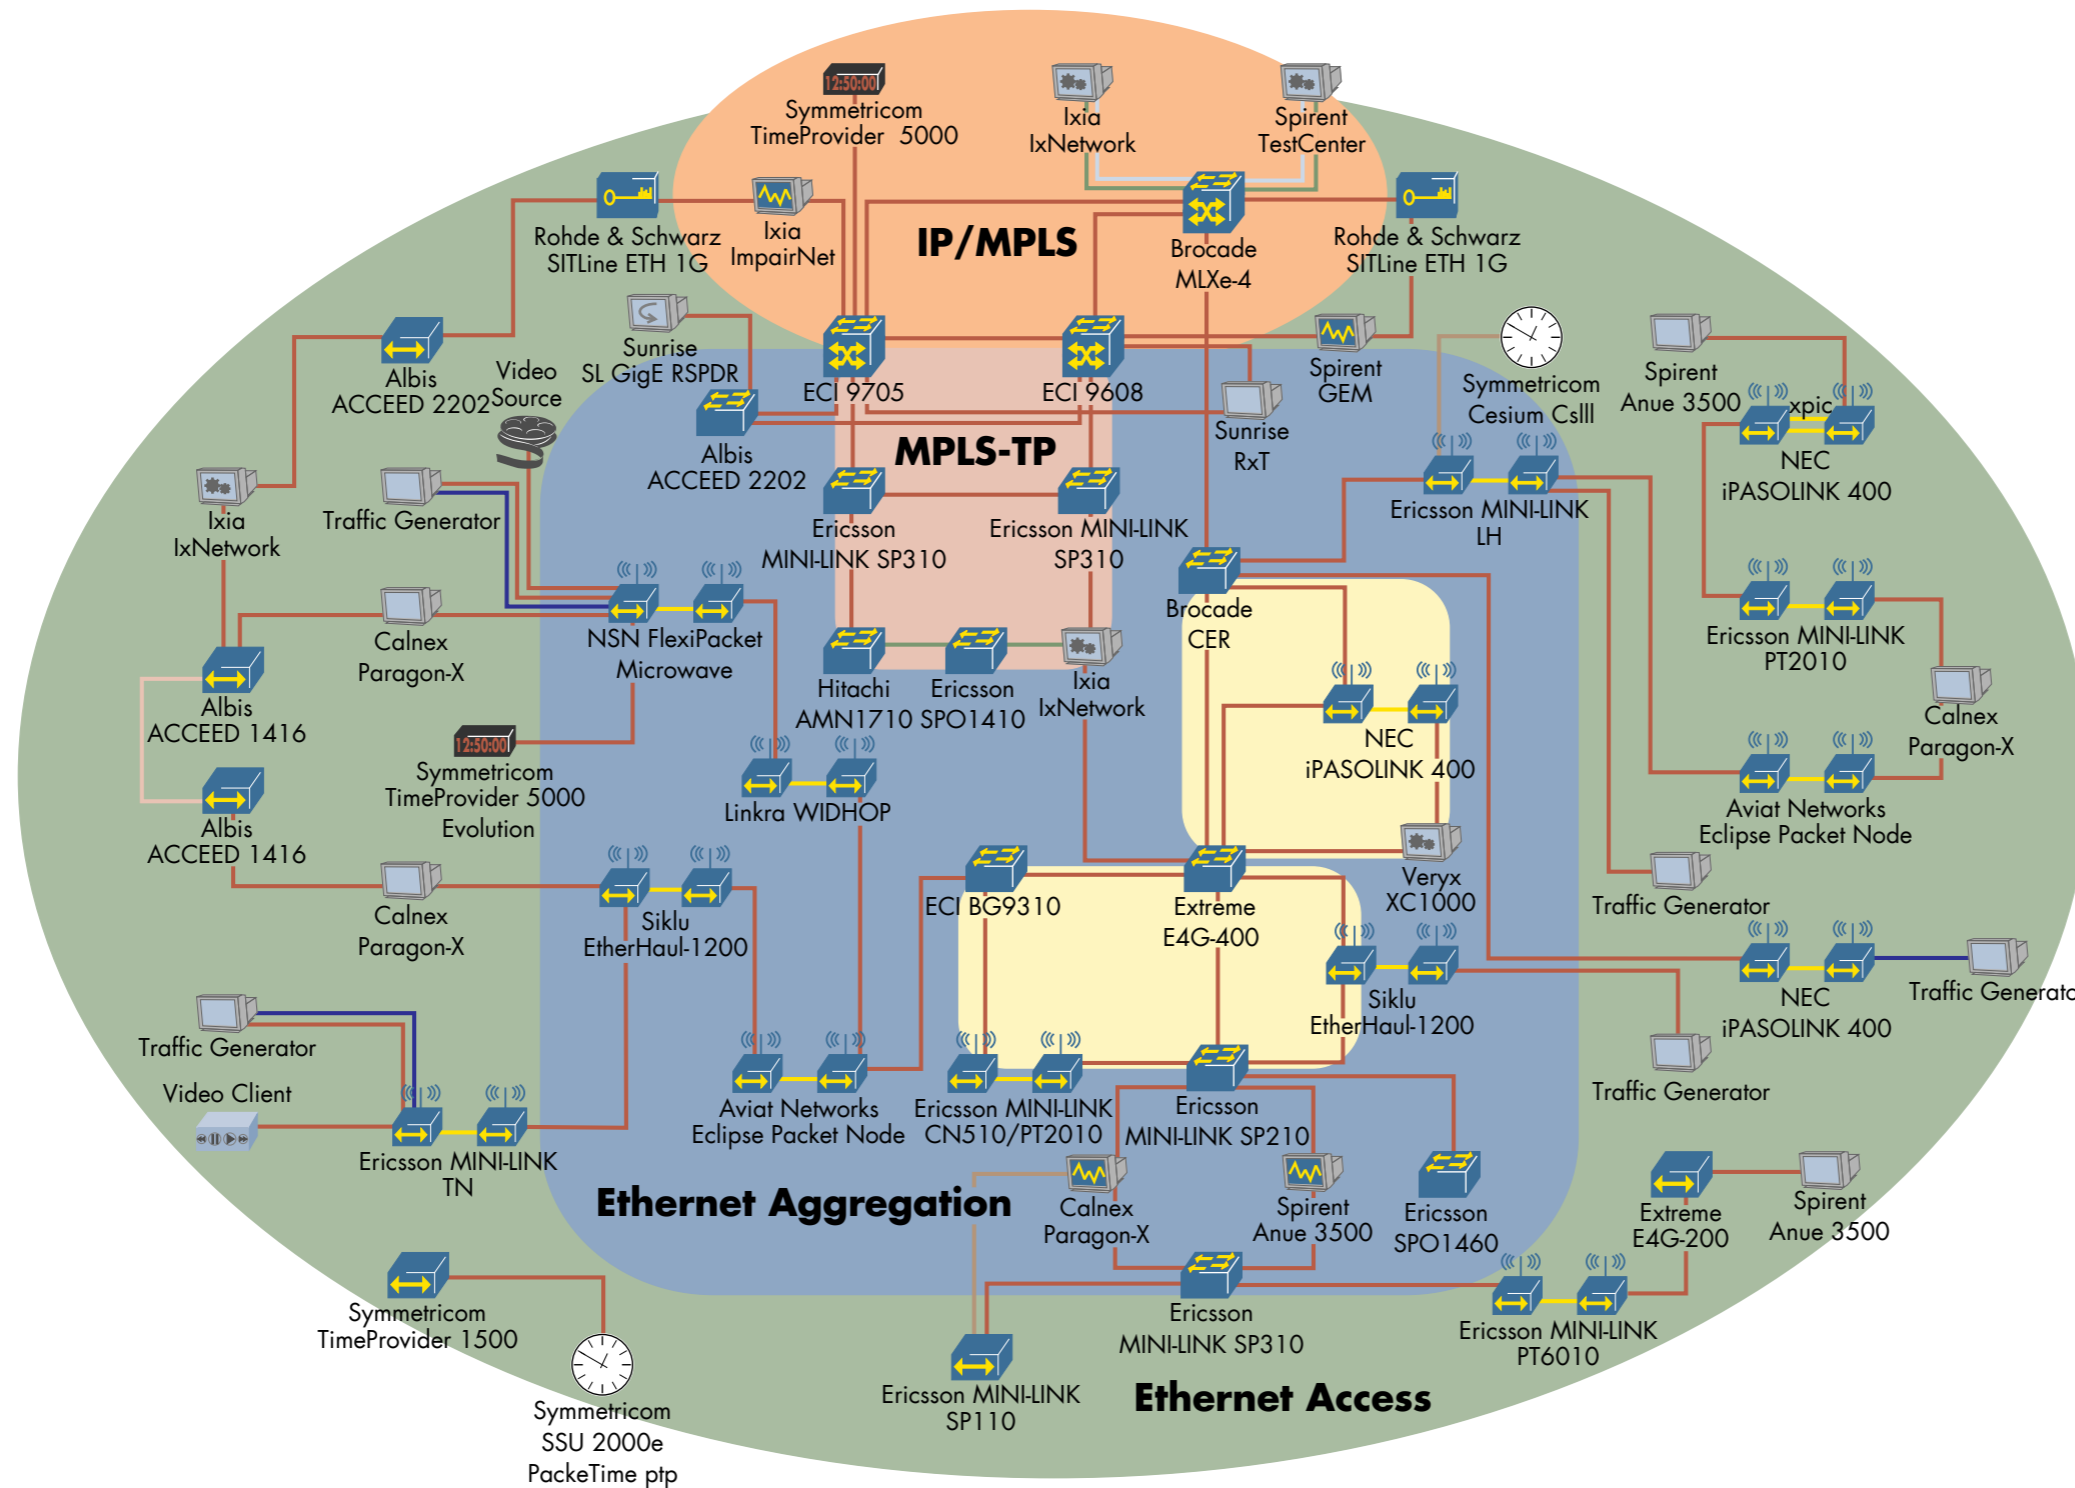 12:50:00
Symmetricom
TimeProvider 5000
Ixia
IxNetwork
Spirent
TestCenter
Rohde & Schwarz
SITLine ETH 1G
Ixia
ImpairNet
IP/MPLS
Brocade
MLXe-4
Rohde & Schwarz
SITLine ETH 1G
Sunrise
SL GigE RSPDR
Albis
ACCEED 2202
Video
Source
ECI 9705
ECI 9608
Spirent
GEM
Symmetricom
Cesium CsIII
Spirent
Anue 3500
xpic
NEC
iPASOLINK 400
Albis
ACCEED 2202
MPLS-TP
Sunrise
RxT
Ixia
IxNetwork
Traffic Generator
Ericsson
MINI-LINK SP310
Ericsson MINI-LINK
SP310
Ericsson MINI-LINK
LH
Calnex
Paragon-X
NSN FlexiPacket
Microwave
Brocade
CER
Ericsson MINI-LINK
PT2010
Hitachi
AMN1710
Ericsson
SPO1410
Ixia
IxNetwork
NEC
iPASOLINK 400
Calnex
Paragon-X
Albis
ACCEED 1416
12:50:00
Symmetricom
TimeProvider 5000
Evolution
Linkra WIDHOP
Aviat Networks
Eclipse Packet Node
Albis
ACCEED 1416
Calnex
Paragon-X
Siklu
EtherHaul-1200
ECI BG9310
Extreme
E4G-400
Veryx
XC1000
Traffic Generator
Siklu
EtherHaul-1200
NEC
iPASOLINK 400
Traffic Generato
Traffic Generator
Traffic Generator
Video Client
Ericsson MINI-LINK
TN
Aviat Networks
Eclipse Packet Node
Ericsson MINI-LINK
CN510/PT2010
Ericsson
MINI-LINK SP210
Ethernet Aggregation
Calnex
Paragon-X
Spirent
Anue 3500
Ericsson
SPO1460
Extreme
E4G-200
Spirent
Anue 3500
Symmetricom
TimeProvider 1500
Ericsson
MINI-LINK SP310
Ericsson MINI-LINK
PT6010
Ericsson MINI-LINK
SP110
Ethernet Access
Symmetricom
SSU 2000e
PackeTime ptp